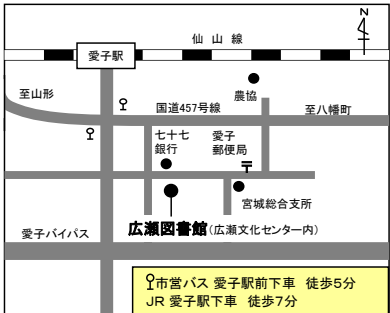 N
仙山線
愛子駅
農協
至山形
国道457号線
至八幡町
七十七
銀行
愛子
郵便局
〒
宮城総合支所
広瀬図書館(広瀬文化センター内)
愛子バイパス
市営バス 愛子駅前下車 徒歩5分
JR 愛子駅下車 徒歩7分